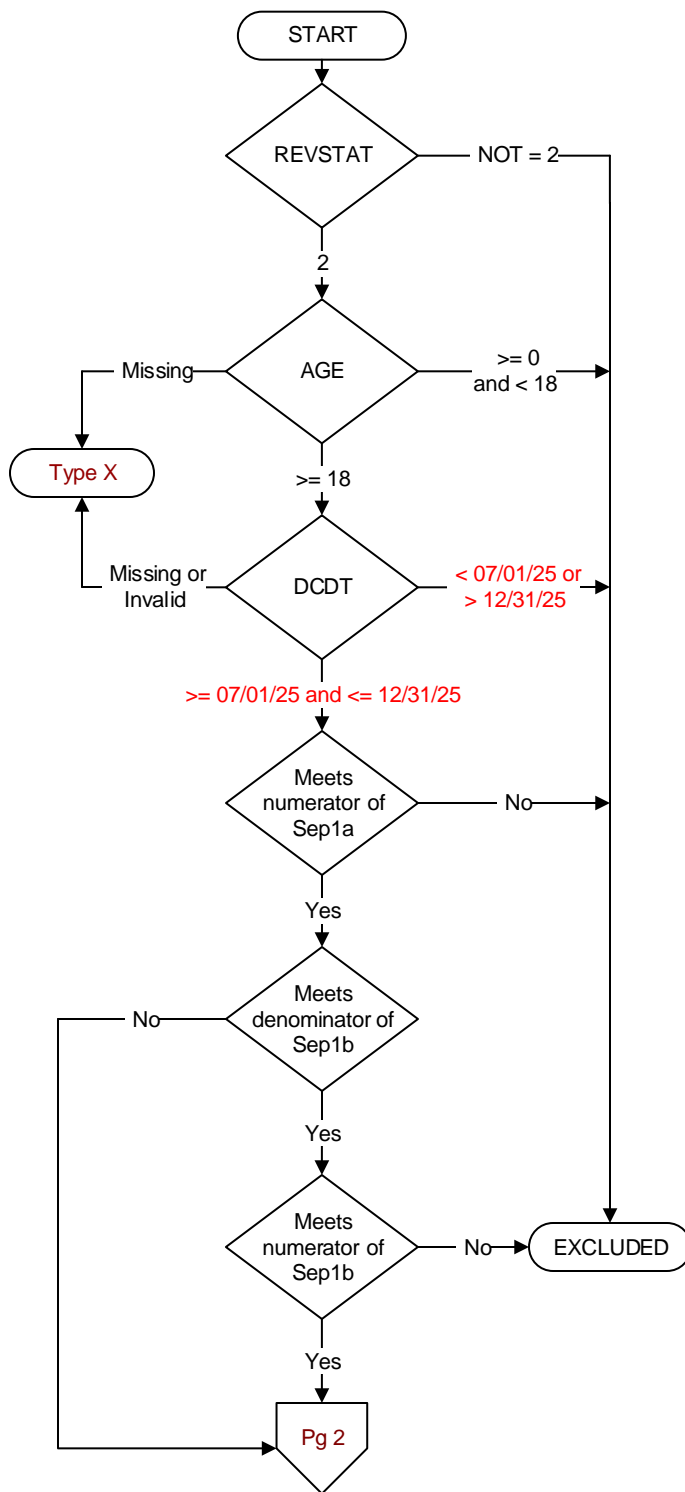 START
REVSTAT
NOT = 2
2
AGE
Missing
>= 0
and < 18
Type X
>= 18
DCDT
Missing or
Invalid
< 07/01/25 or
> 12/31/25
>= 07/01/25 and <= 12/31/25
Meets
numerator of
Sep1a
No
Yes
Meets
denominator of
Sep1b
No
Yes
Meets
numerator of
Sep1b
No
EXCLUDED
Yes
Pg 2